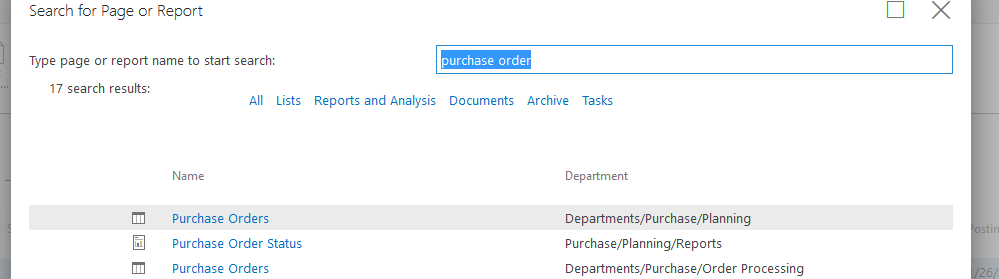 Search for Page or Report
Type page or report name to start search: purchase order
17 search results:
All Lists Reports and Analysis Documents Archive Tasks
Name Department
Purchase Orders Departments/Purchase/Planning
Purchase Order Status Purchase/Planning/Reports
Purchase Orders Departments/Purchase/Order Processing